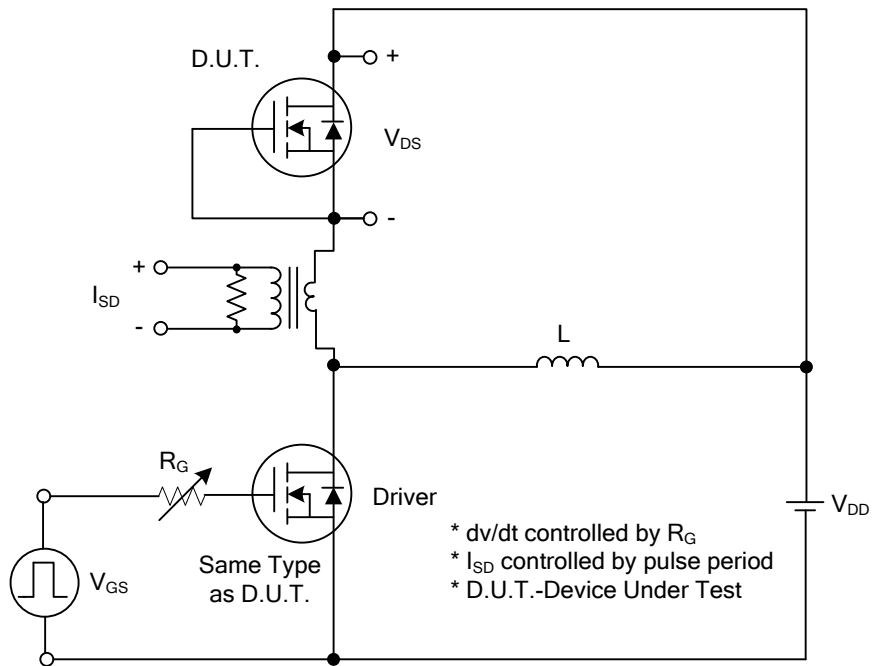 D.U.T.
+
VDS
-
+
ISD
-
L
RG
Driver
VDD
VGS
Same Type
as D.U.T.
* dv/dt controlled by RG
* ISD controlled by pulse period
* D.U.T.-Device Under Test